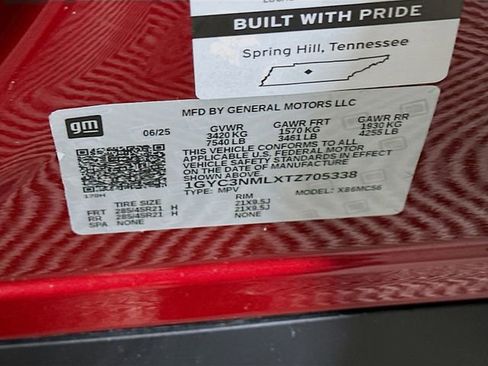 BUILT WITH PRIDE
Spring Hill, Tennessee
gm
MFD BY GENERAL MOTORS LLC
06/25 GVWR GAWR FRT GAWR RR
3420 KG 1570 KG 1930 KG
7540 LB 3461 LB 4255 LB
THIS VEHICLE CONFORMS TO ALL
APPLICABLE U.S. FEDERAL MOTOR
VEHICLE SAFETY STANDARDS IN EFFECT
ON THE DATE OF MANUFACTURE
SHOWN ABOVE
1GYC3NMLXTZ705338
TYPE: MPV MODEL: XB6MC56
TIRE SIZE RIM
FRT 285/45R21 H 21X9.5J
RR 285/45R21 H 21X9.5J
SPA NONE NONE